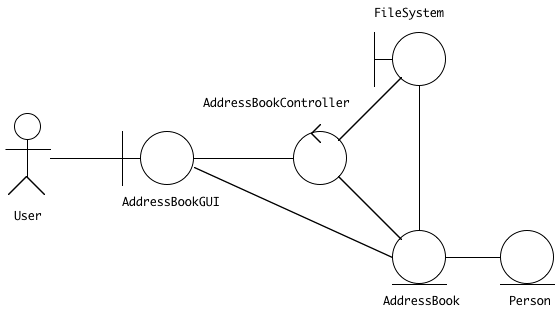 FileSystem
AddressBookController
AddressBookGUI
User
AddressBook
Person